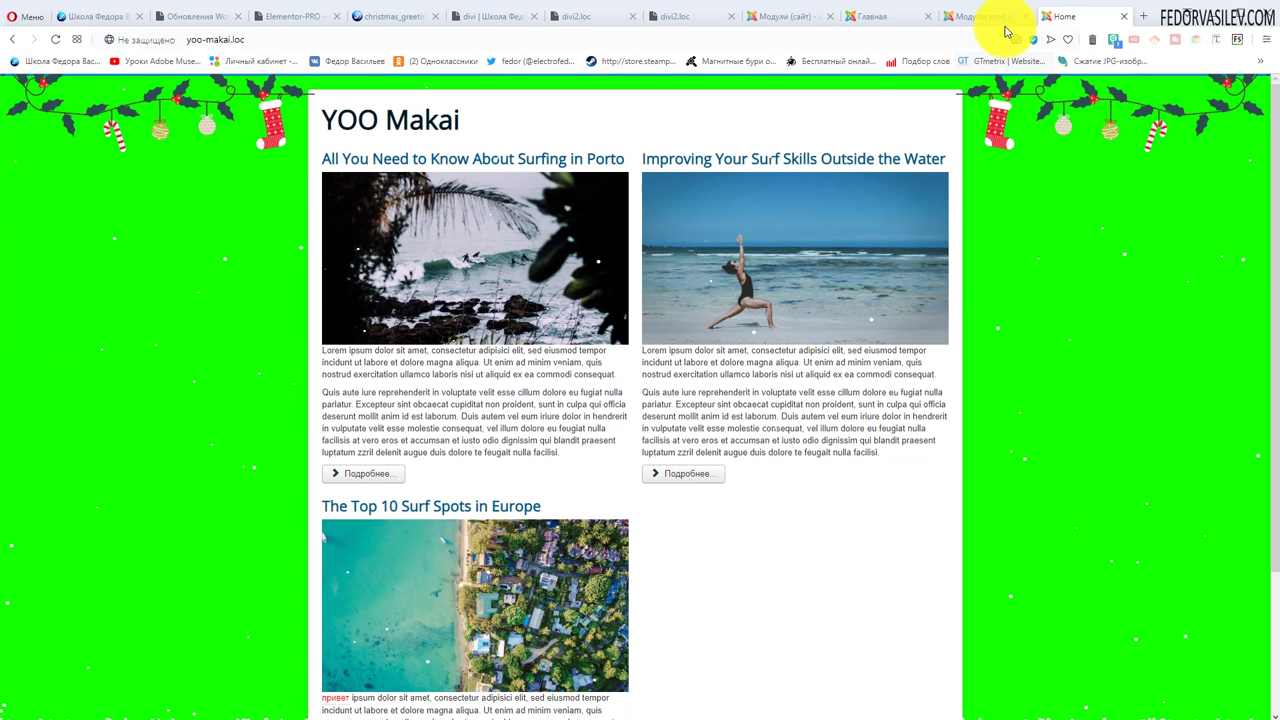 Меню
Школа Федора В
Обновления Wo
Elementor-PRO —
christmas_greetin
divi | Школа Фед
divi2.loc
divi2.loc
Модули (сайт) - д
Главная
Модули, mod_
Home
FEDORVASILEV.COM
Не защищено
yoo-makai.loc
Школа Федора Вас...
Уроки Adobe Muse...
Личный кабинет -...
Федор Васильев
(2) Одноклассники
fedor (@electrofed...
http://store.steamp...
Магнитные бури о...
Бесплатный онлай...
Подбор слов
GT GTmetrix | Website...
Сжатие JPG-изобр...
YOO Makai
All You Need to Know About Surfing in Porto
Lorem ipsum dolor sit amet, consectetur adipisici elit, sed eiusmod tempor
incidunt ut labore et dolore magna aliqua. Ut enim ad minim veniam, quis
nostrud exercitation ullamco laboris nisi ut aliquid ex ea commodi consequat.
Quis aute iure reprehenderit in voluptate velit esse cillum dolore eu fugiat nulla
pariatur. Excepteur sint obcaecat cupiditat non proident, sunt in culpa qui officia
deserunt mollit anim id est laborum. Duis autem vel eum iriure dolor in hendrerit
in vulputate velit esse molestie consequat, vel illum dolore eu feugiat nulla
facilisis at vero eros et accumsan et iusto odio dignissim qui blandit praesent
luptatum zzril delenit augue duis dolore te feugait nulla facilisi.
Подробнее...
Improving Your Surf Skills Outside the Water
Lorem ipsum dolor sit amet, consectetur adipisici elit, sed eiusmod tempor
incidunt ut labore et dolore magna aliqua. Ut enim ad minim veniam, quis
nostrud exercitation ullamco laboris nisi ut aliquid ex ea commodi consequat.
Quis aute iure reprehenderit in voluptate velit esse cillum dolore eu fugiat nulla
pariatur. Excepteur sint obcaecat cupiditat non proident, sunt in culpa qui officia
deserunt mollit anim id est laborum. Duis autem vel eum iriure dolor in hendrerit
in vulputate velit esse molestie consequat, vel illum dolore eu feugiat nulla
facilisis at vero eros et accumsan et iusto odio dignissim qui blandit praesent
luptatum zzril delenit augue duis dolore te feugait nulla facilisi.
Подробнее...
The Top 10 Surf Spots in Europe
привет ipsum dolor sit amet, consectetur adipisici elit, sed eiusmod tempor
incidunt ut labore et dolore magna aliqua. Ut enim ad minim veniam, quis